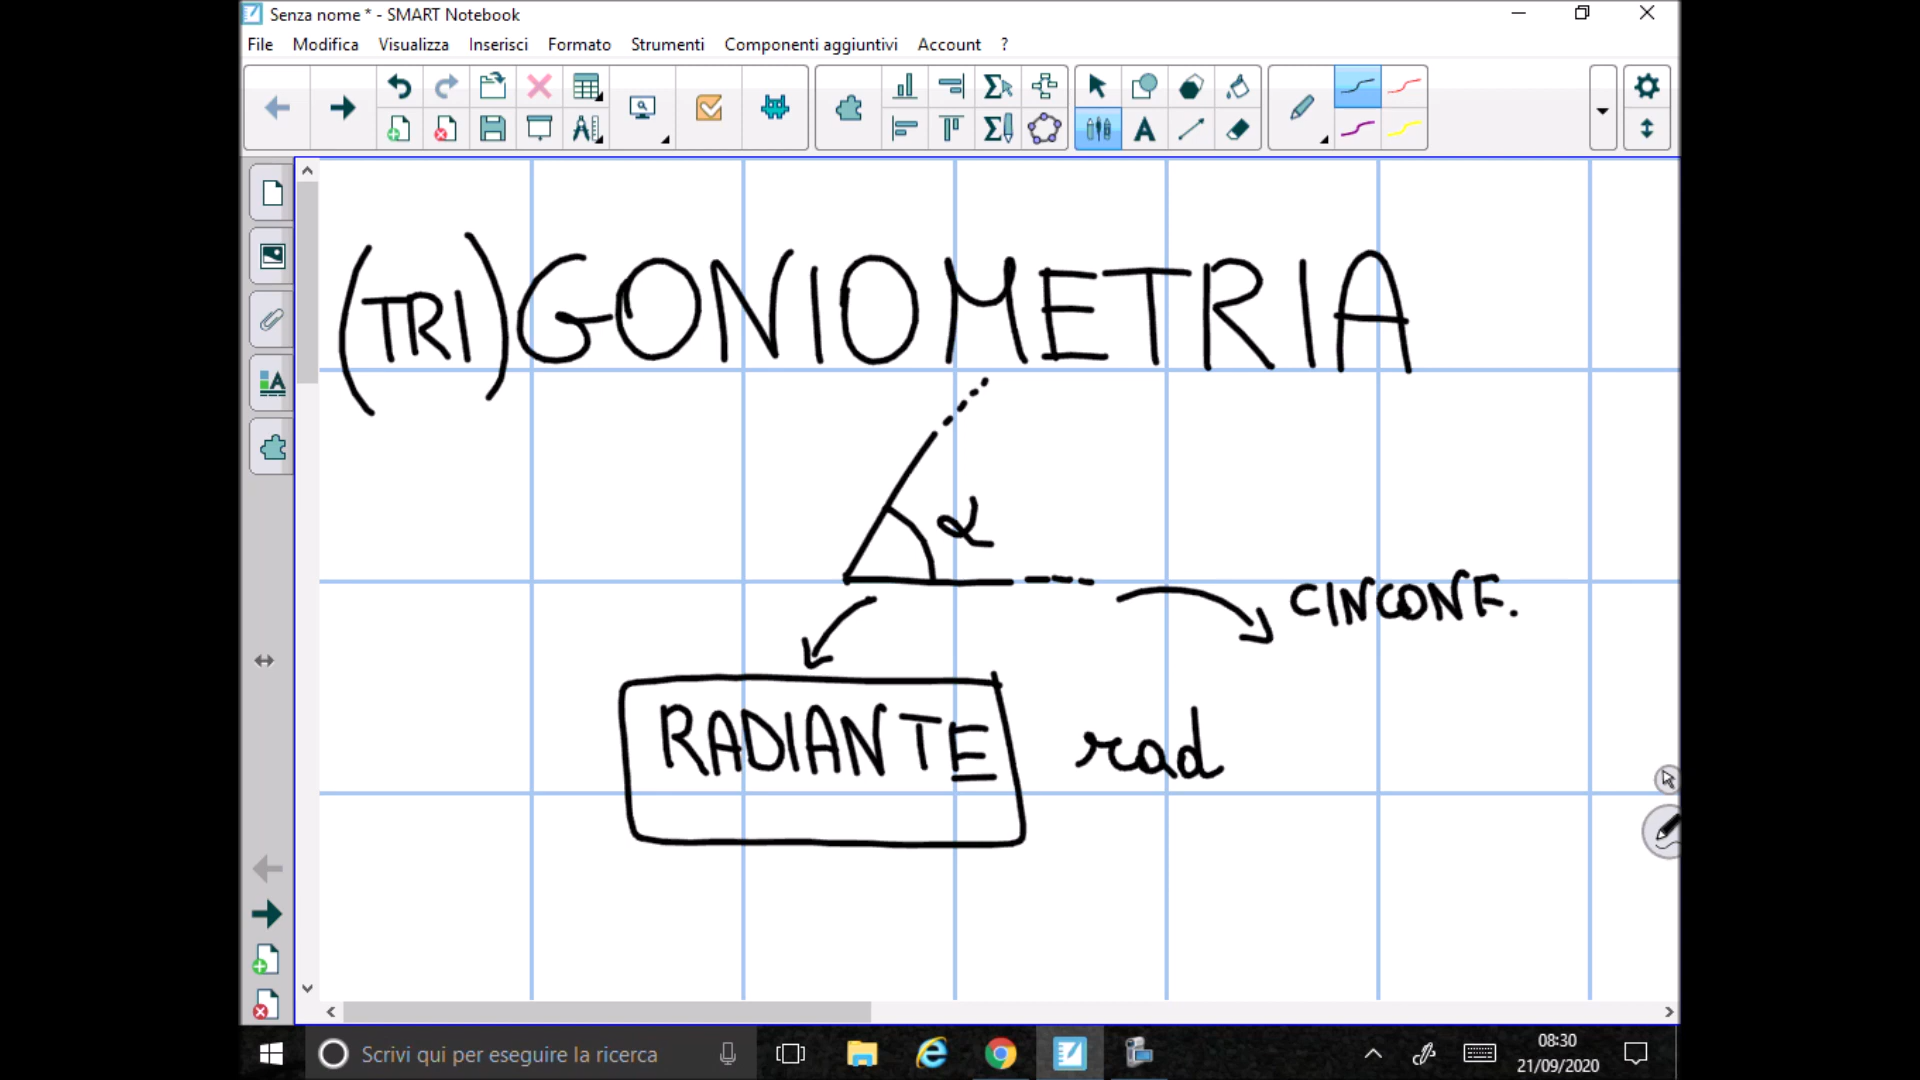 Senza nome * - SMART Notebook
File Modifica Visualizza Inserisci Formato Strumenti Componenti aggiuntivi Account ?
(TRI)GONIOMETRIA
α
CIRCONF.
RADIANTE rad
Scrivi qui per eseguire la ricerca
08:30
21/09/2020